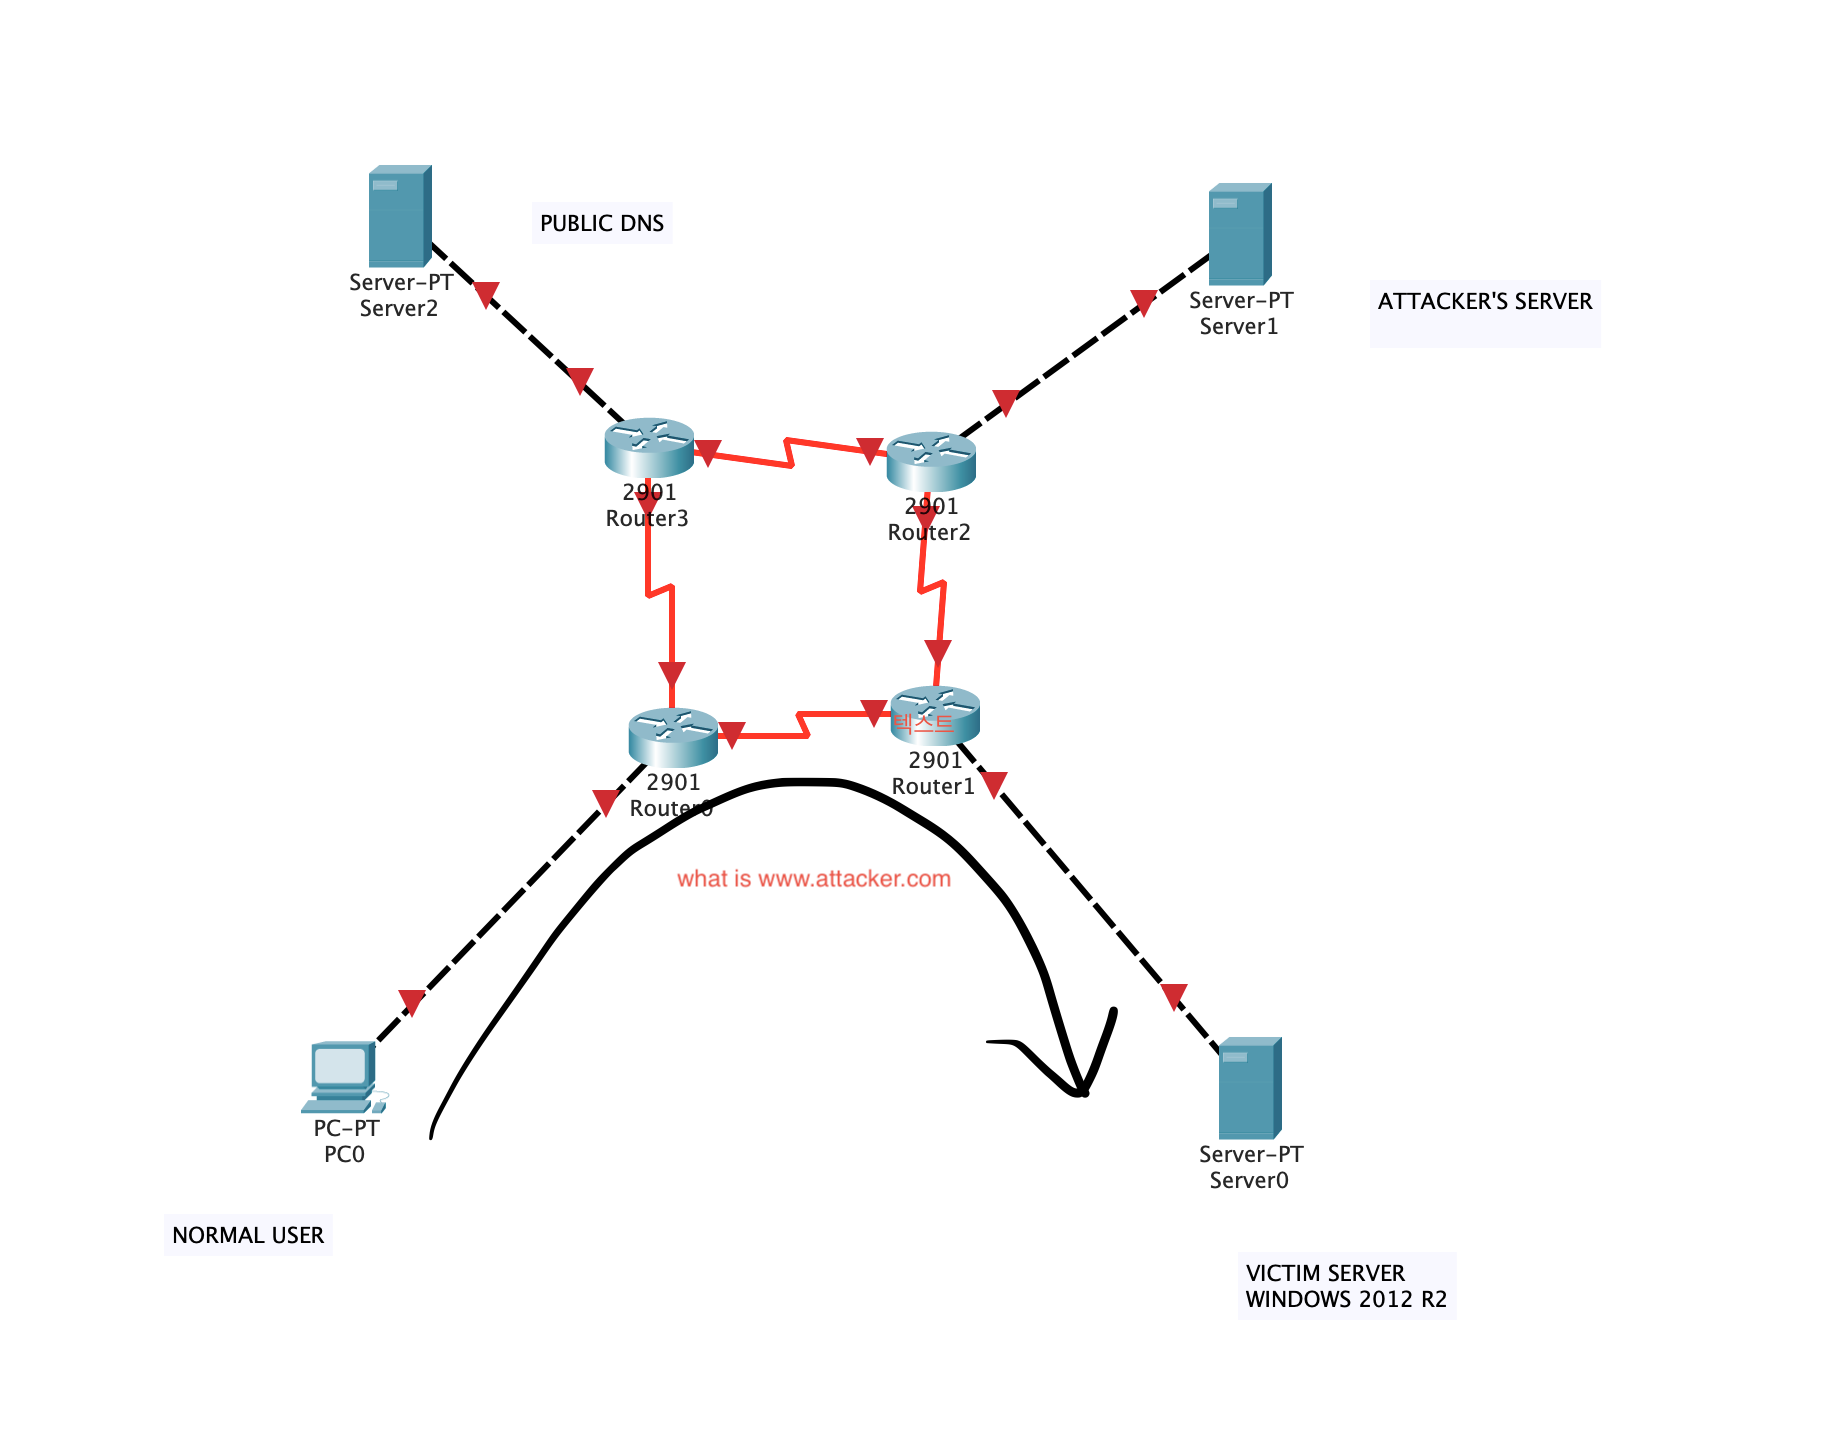 PUBLIC DNS
Server-PT
Server2
Server-PT
Server1
ATTACKER'S SERVER
2901
Router3
2901
Router2
텍스트
2901
Router1
2901
Router0
what is www.attacker.com
PC-PT
PC0
Server-PT
Server0
NORMAL USER
VICTIM SERVER
WINDOWS 2012 R2